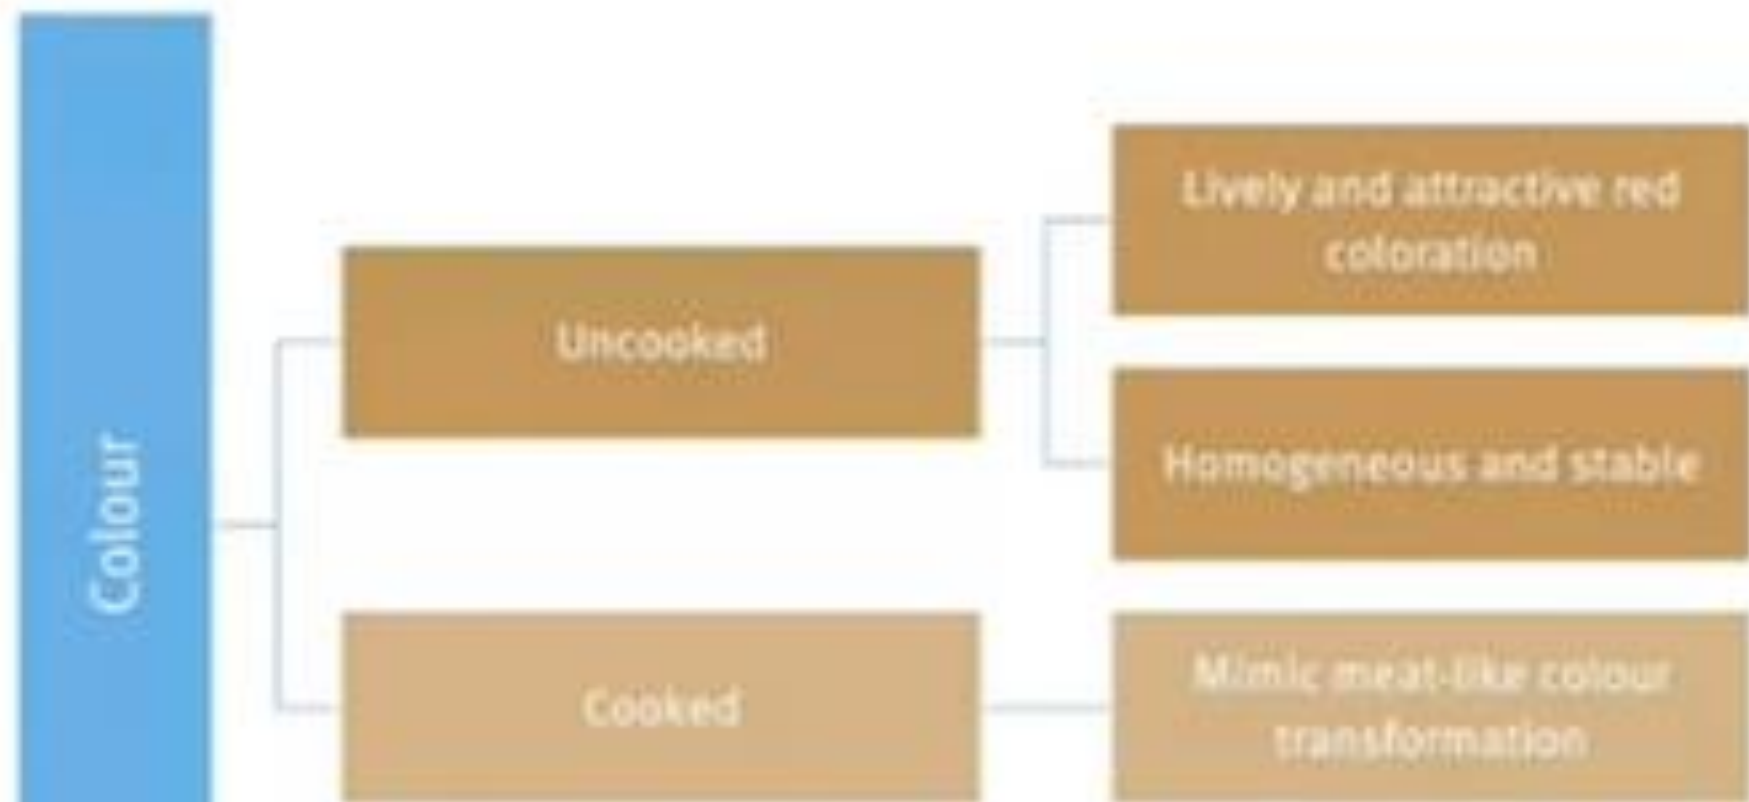 Colour
Uncooked
Lively and attractive red
coloration
Homogeneous and stable
Cooked
Mimic meat-like colour
transformation